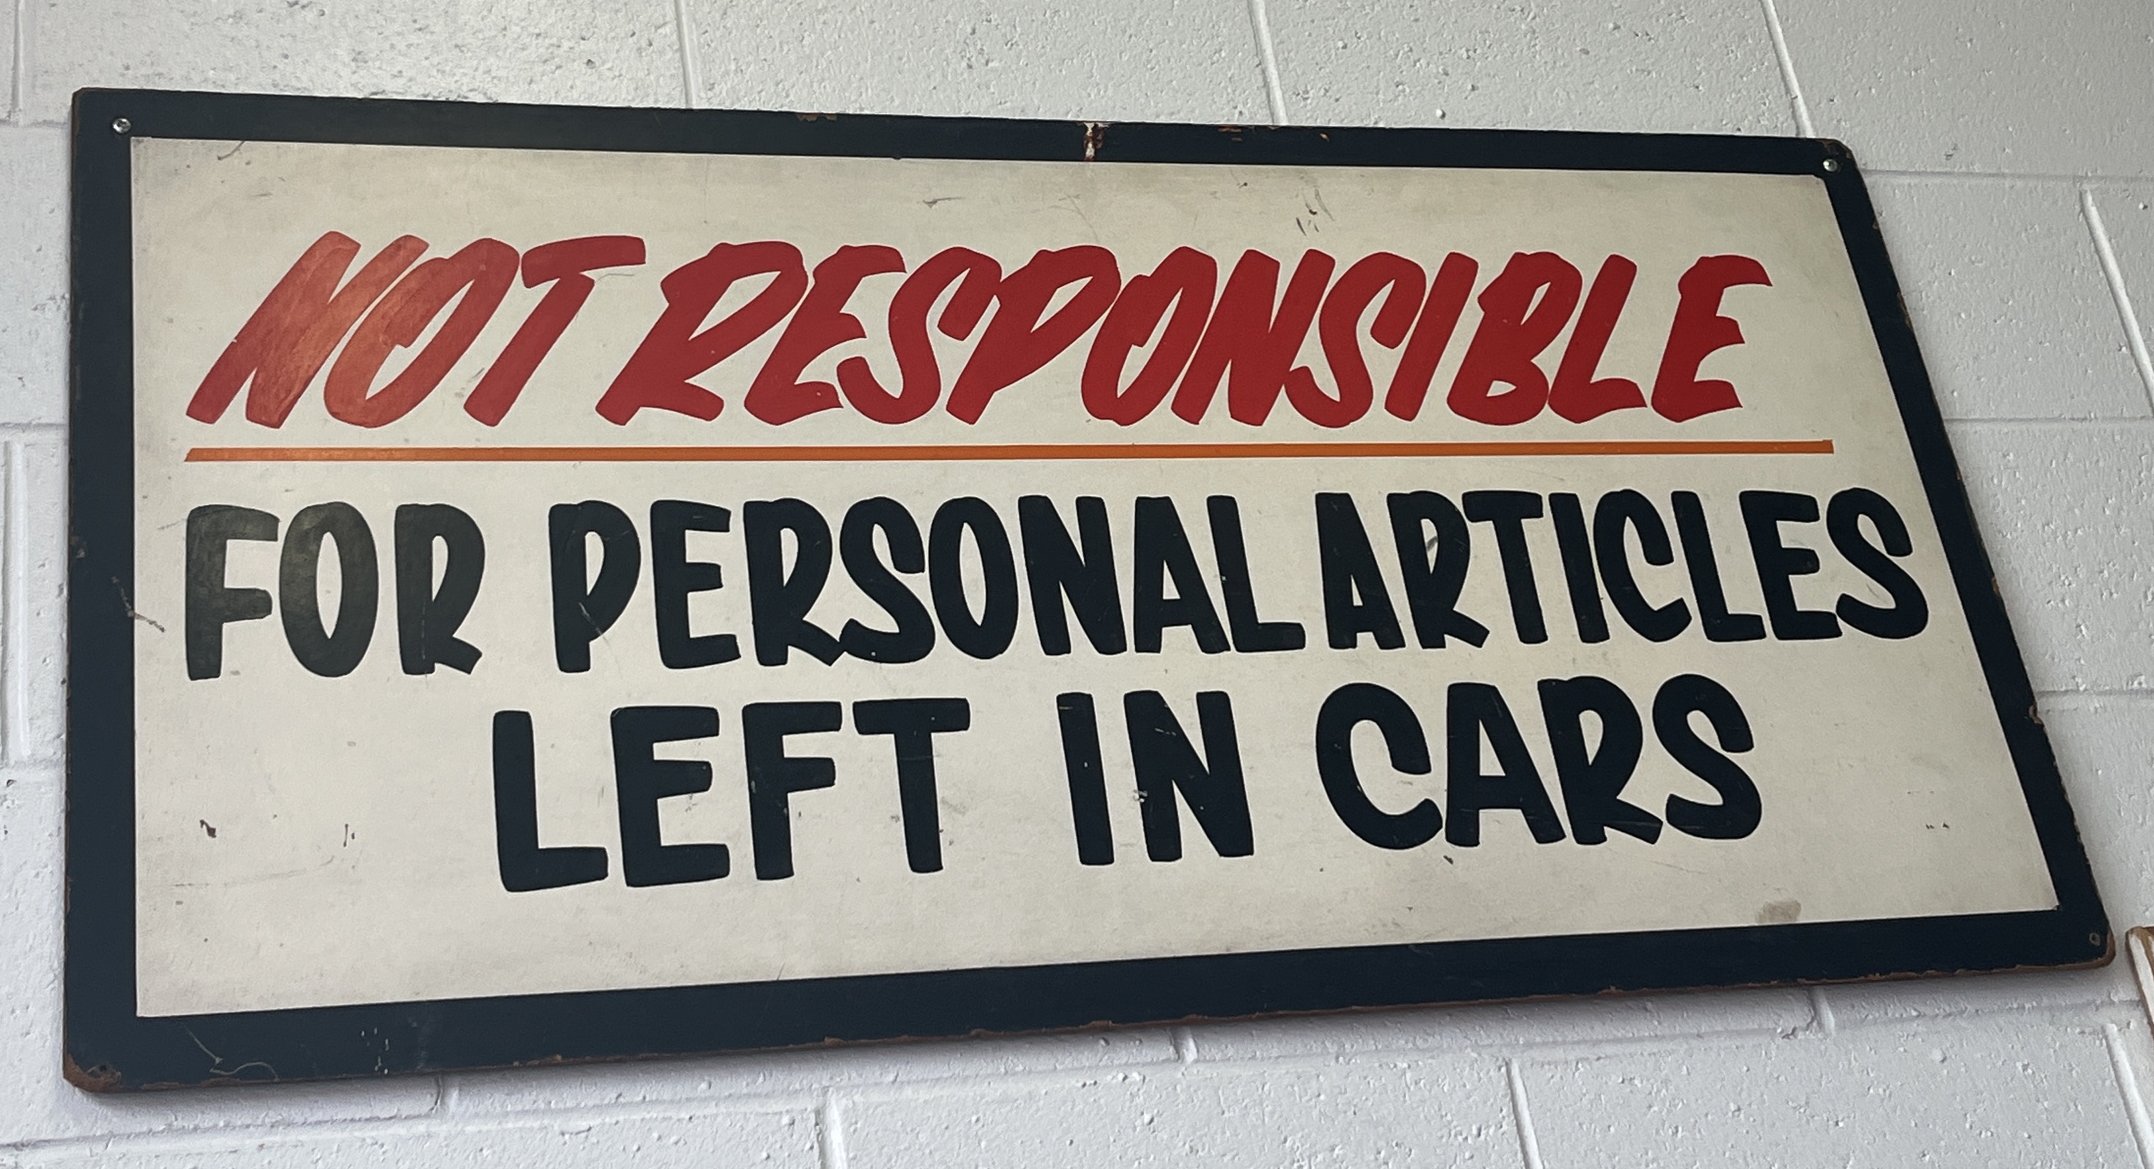 NOT RESPONSIBLE
FOR PERSONAL ARTICLES
LEFT IN CARS